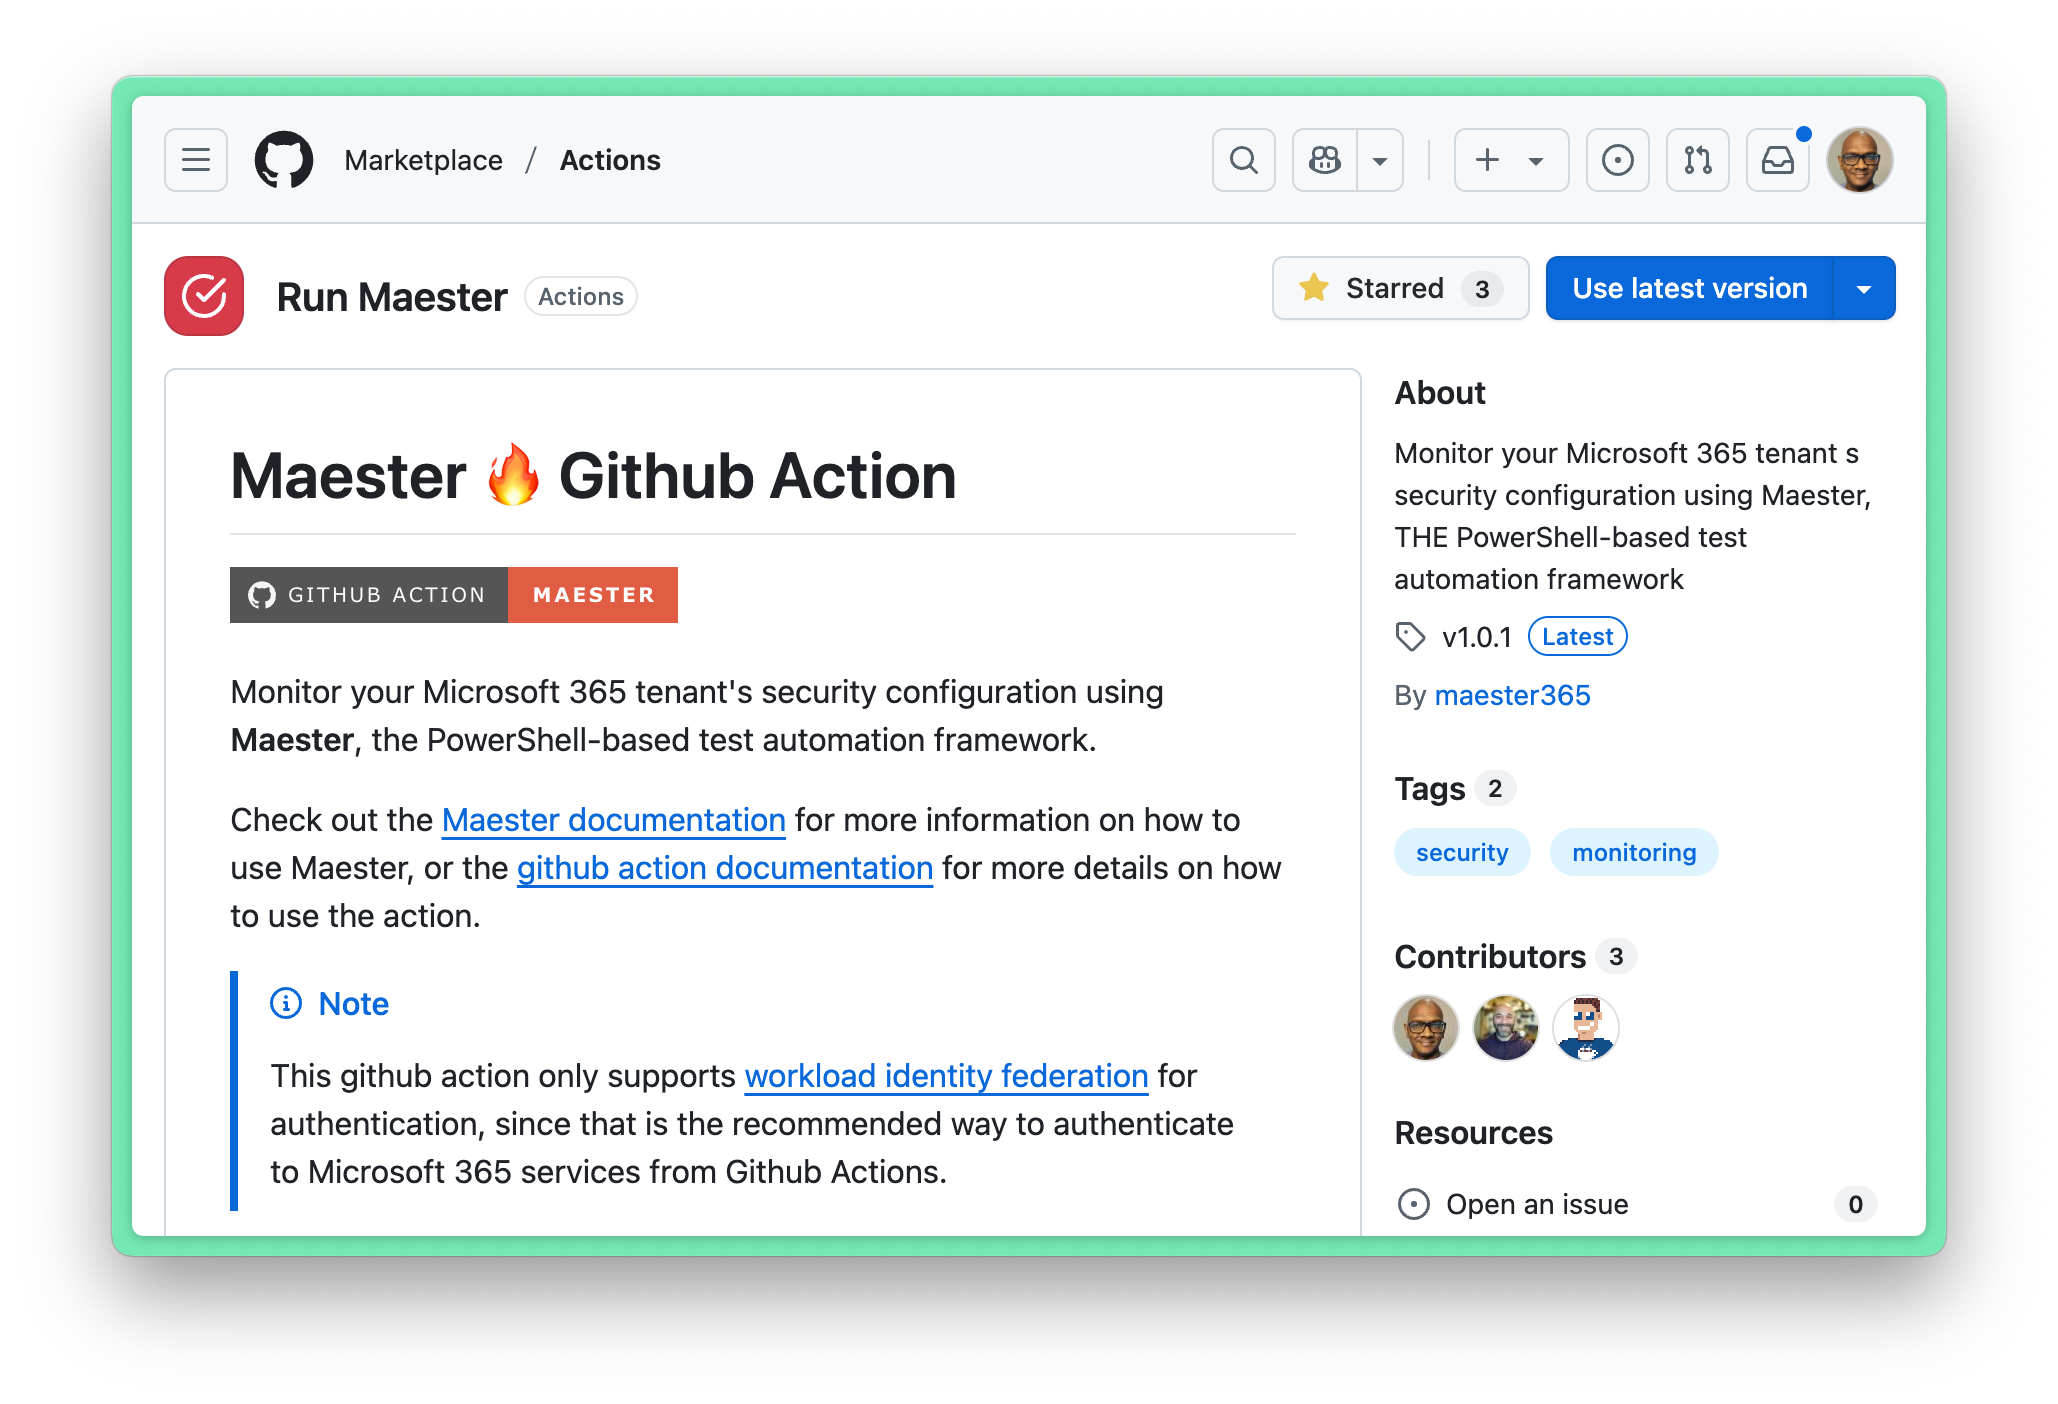 Marketplace / Actions
Run Maester Actions
Starred 3
Use latest version
Maester 🔥 Github Action
GITHUB ACTION MAESTER
Monitor your Microsoft 365 tenant's security configuration using
Maester, the PowerShell-based test automation framework.
Check out the Maester documentation for more information on how to
use Maester, or the github action documentation for more details on how
to use the action.
Note
This github action only supports workload identity federation for
authentication, since that is the recommended way to authenticate
to Microsoft 365 services from Github Actions.
About
Monitor your Microsoft 365 tenant s
security configuration using Maester,
THE PowerShell-based test
automation framework
v1.0.1 Latest
By maester365
Tags 2
security monitoring
Contributors 3
Resources
Open an issue 0